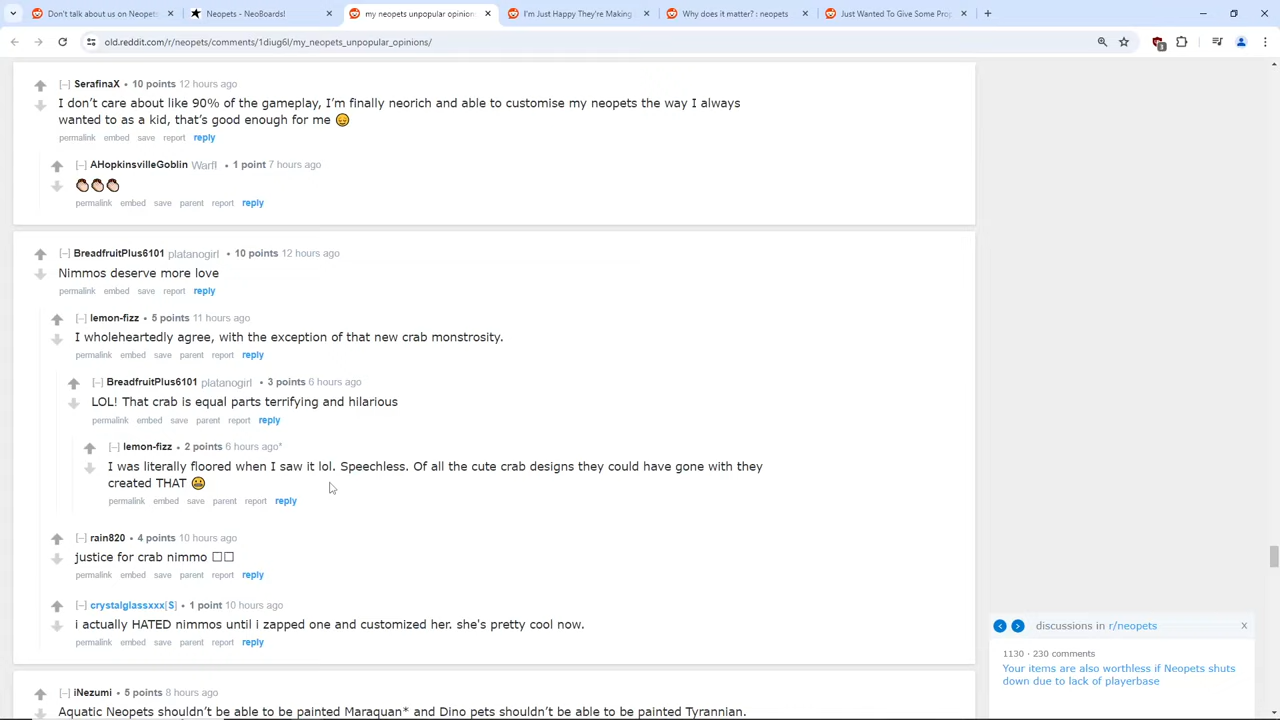 Don't talk about us on Neopets
Neopets - NeoBoards!
my neopets unpopular opinion
I'm Just Happy They're Making
Why does it matter? : neopets
Just Wanted To Give Some Pro
old.reddit.com/r/neopets/comments/1diug6l/my_neopets_unpopular_opinions/
3
[–] SerafinaX • 10 points 12 hours ago
I don't care about like 90% of the gameplay, I'm finally neorich and able to customise my neopets the way I always
wanted to as a kid, that's good enough for me 😖
permalink embed save report reply
[–] AHopkinsvilleGoblin Warf! • 1 point 7 hours ago
👏👏👏
permalink embed save parent report reply
[–] BreadfruitPlus6101 platanogirl • 10 points 12 hours ago
Nimmos deserve more love
permalink embed save report reply
[–] lemon-fizz • 5 points 11 hours ago
I wholeheartedly agree, with the exception of that new crab monstrosity.
permalink embed save parent report reply
[–] BreadfruitPlus6101 platanogirl • 3 points 6 hours ago
LOL! That crab is equal parts terrifying and hilarious
permalink embed save parent report reply
[–] lemon-fizz • 2 points 6 hours ago*
I was literally floored when I saw it lol. Speechless. Of all the cute crab designs they could have gone with they
created THAT 😬
permalink embed save parent report reply
[–] rain820 • 4 points 10 hours ago
justice for crab nimmo □□
permalink embed save parent report reply
[–] crystalglassxxx[S] • 1 point 10 hours ago
i actually HATED nimmos until i zapped one and customized her. she's pretty cool now.
permalink embed save parent report reply
[–] iNezumi • 5 points 8 hours ago
Aquatic Neopets shouldn't be able to be painted Maraquan* and Dino pets shouldn't be able to be painted Tyrannian.
discussions in r/neopets X
1130 · 230 comments
Your items are also worthless if Neopets shuts
down due to lack of playerbase